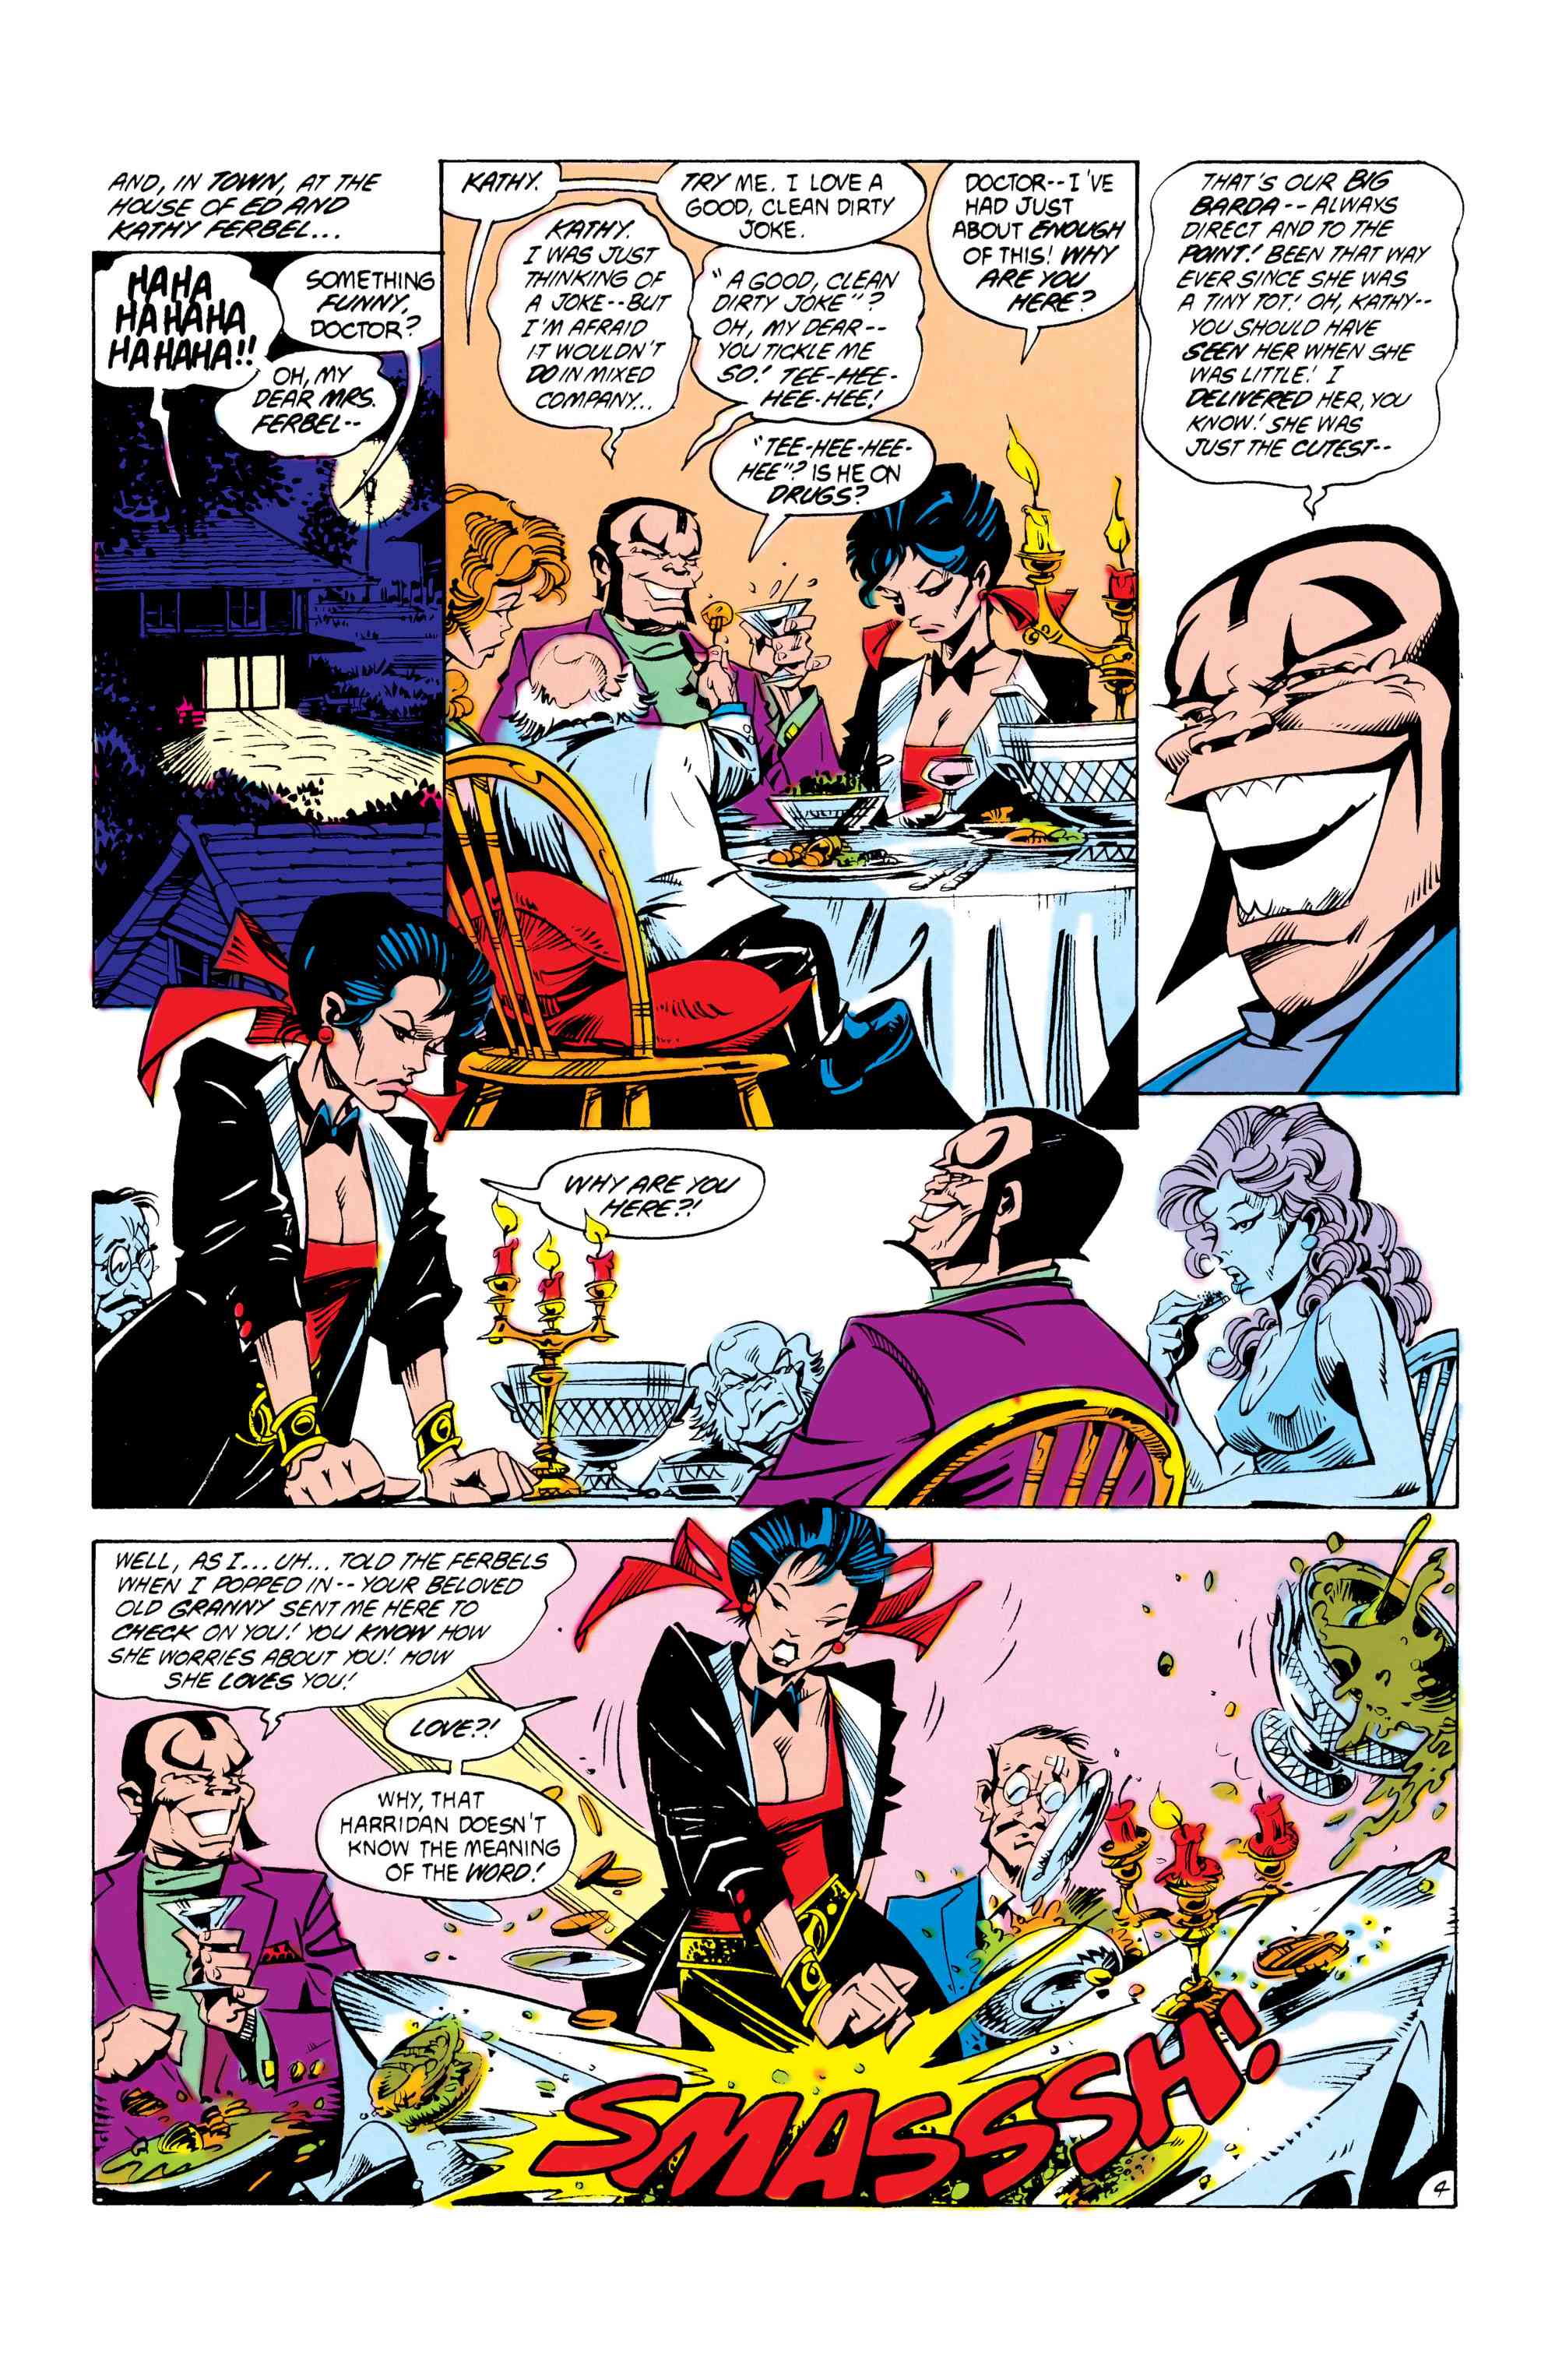 AND, IN TOWN, AT THE
HOUSE OF ED AND
KATHY FERBEL...
HAHA
HAHAHA
HAHAHA!!
SOMETHING
FUNNY,
DOCTOR?
OH, MY
DEAR MRS.
FERBEL--
KATHY.
KATHY.
I WAS JUST
THINKING OF
A JOKE--BUT
I'M AFRAID
IT WOULDN'T
DO IN MIXED
COMPANY...
TRY ME. I LOVE A
GOOD, CLEAN DIRTY
JOKE.
"A GOOD, CLEAN
DIRTY JOKE"?
OH, MY DEAR--
YOU TICKLE ME
SO! TEE-HEE-
HEE-HEE!
"TEE-HEE-HEE-
HEE"? IS HE ON
DRUGS?
DOCTOR--I'VE
HAD JUST
ABOUT ENOUGH
OF THIS! WHY
ARE YOU
HERE?
THAT'S OUR BIG
BARDA-- ALWAYS
DIRECT AND TO THE
POINT! BEEN THAT WAY
EVER SINCE SHE WAS
A TINY TOT! OH, KATHY--
YOU SHOULD HAVE
SEEN HER WHEN SHE
WAS LITTLE! I
DELIVERED HER, YOU
KNOW! SHE WAS
JUST THE CUTEST--
WHY ARE YOU
HERE?!
WELL, AS I... UH... TOLD THE FERBELS
WHEN I POPPED IN-- YOUR BELOVED
OLD GRANNY SENT ME HERE TO
CHECK ON YOU! YOU KNOW HOW
SHE WORRIES ABOUT YOU! HOW
SHE LOVES YOU!
LOVE?!
WHY, THAT
HARRIDAN DOESN'T
KNOW THE MEANING
OF THE WORD!
SMASSSH!
4